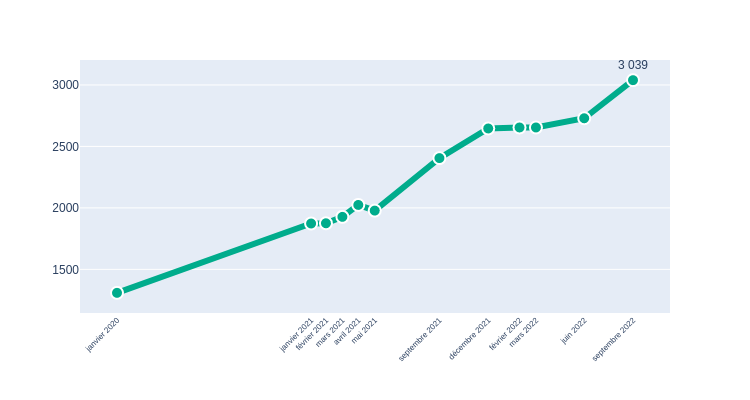 3 039
3000
2500
2000
1500
janvier 2020
janvier 2021
février 2021
mars 2021
avril 2021
mai 2021
septembre 2021
décembre 2021
février 2022
mars 2022
juin 2022
septembre 2022